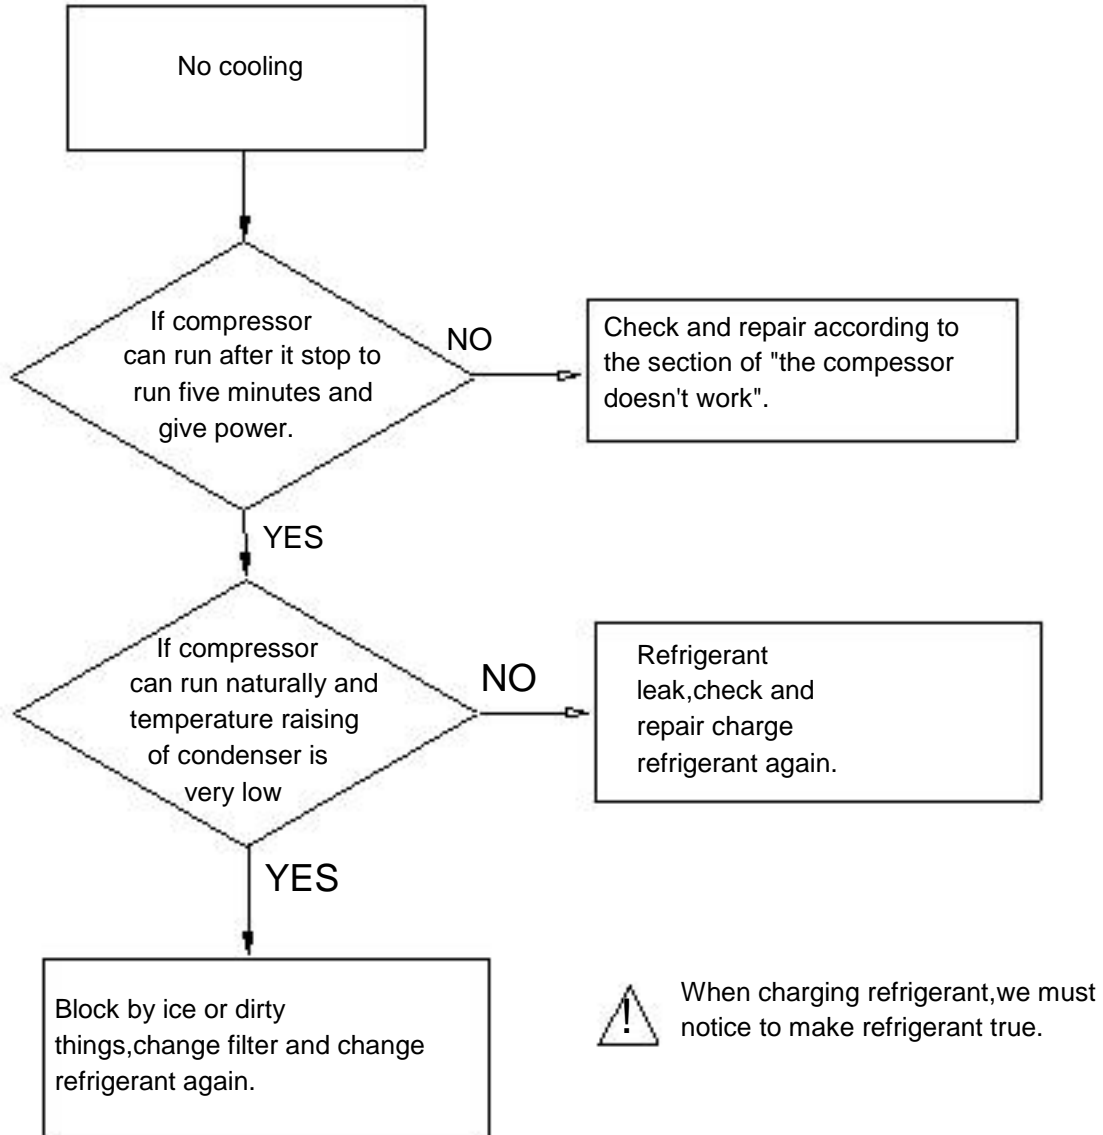 No cooling
If compressor
can run after it stop to
run five minutes and
give power.
NO
Check and repair according to
the section of "the compessor
doesn't work".
YES
If compressor
can run naturally and
temperature raising
of condenser is
very low
NO
Refrigerant
leak,check and
repair charge
refrigerant again.
YES
Block by ice or dirty
things,change filter and change
refrigerant again.
!
When charging refrigerant,we must
notice to make refrigerant true.